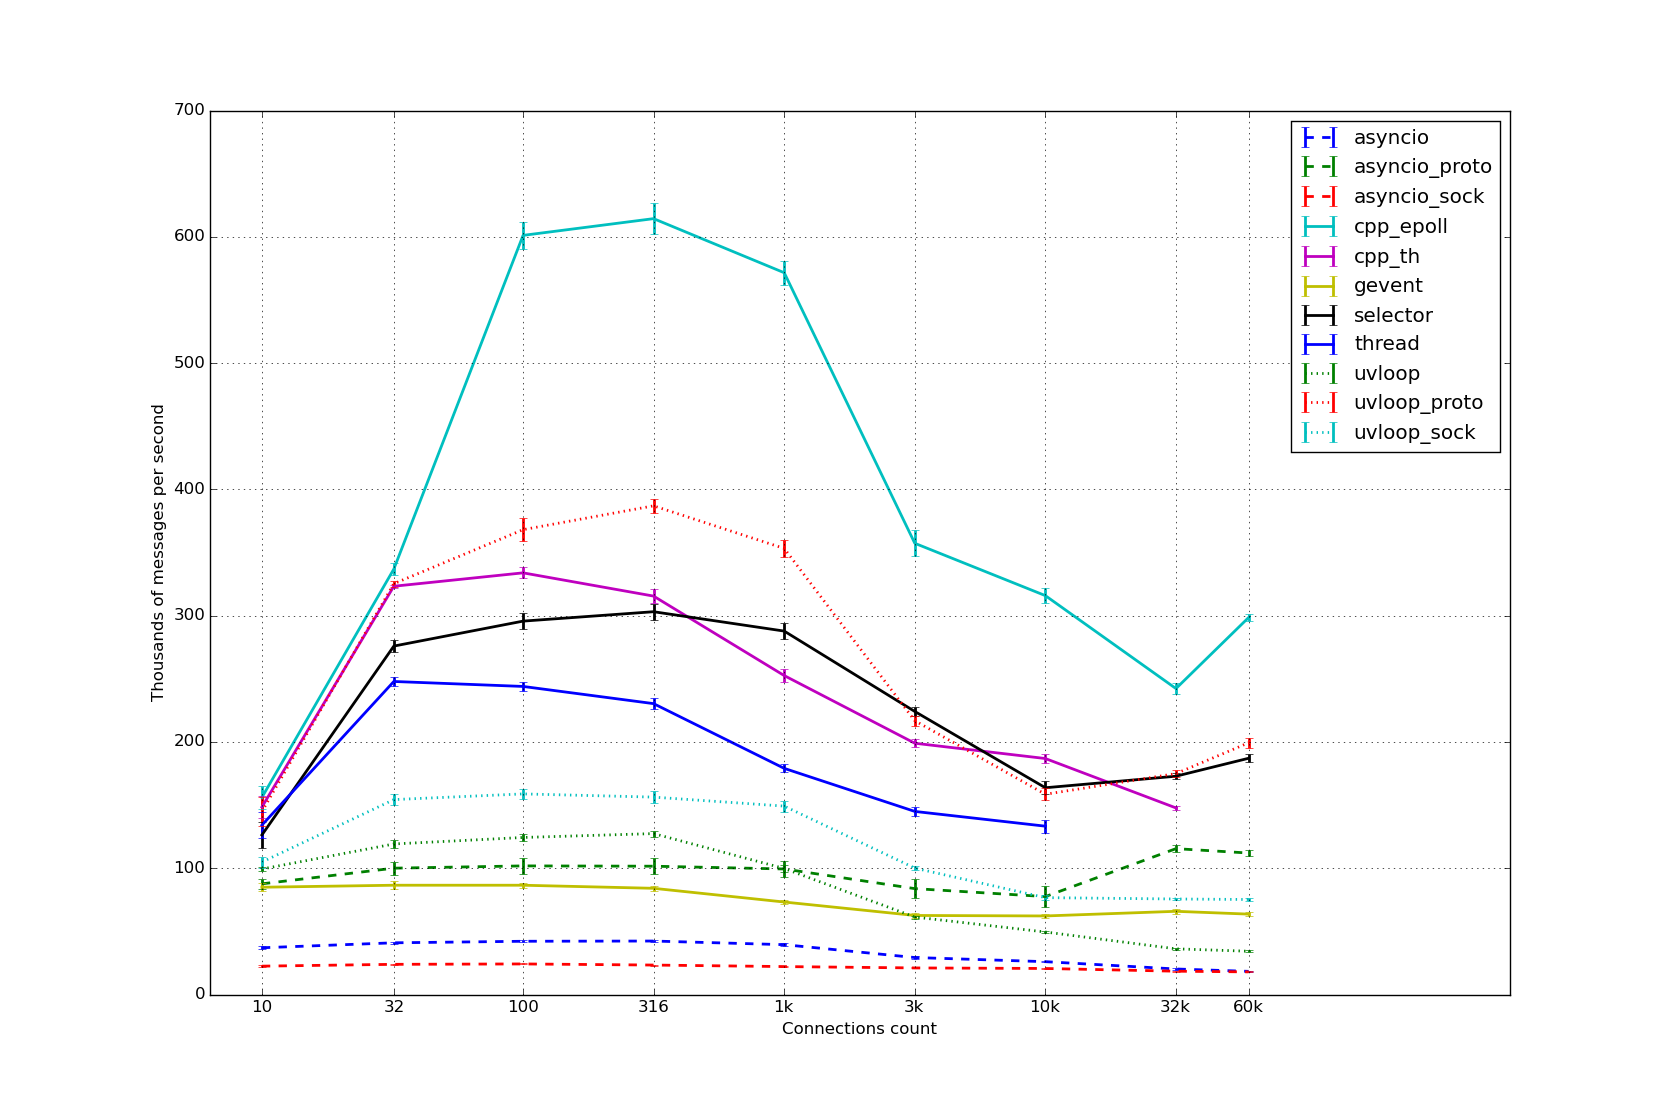 700
600
500
400
300
200
100
0
Thousands of messages per second
10 32 100 316 1k 3k 10k 32k 60k
Connections count
asyncio
asyncio_proto
asyncio_sock
cpp_epoll
cpp_th
gevent
selector
thread
uvloop
uvloop_proto
uvloop_sock